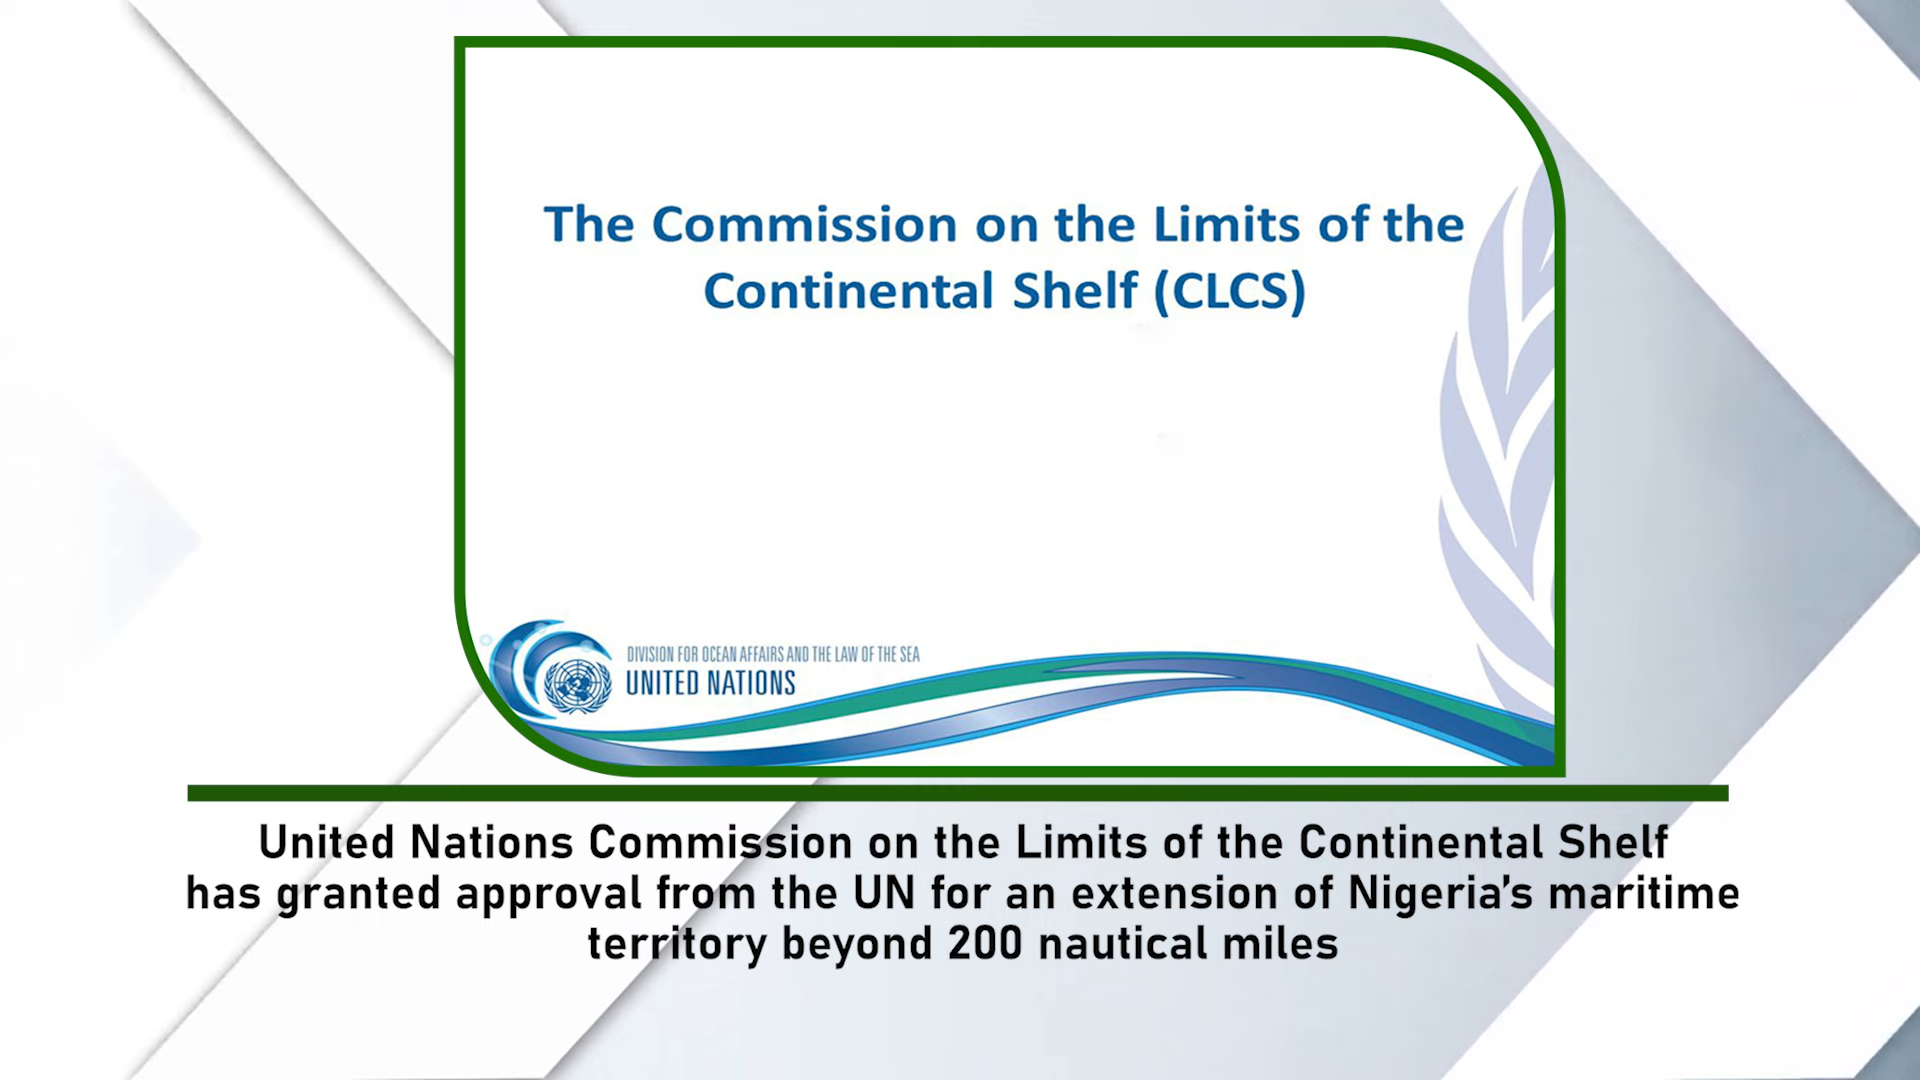 The Commission on the Limits of the
Continental Shelf (CLCS)
DIVISION FOR OCEAN AFFAIRS AND THE LAW OF THE SEA
UNITED NATIONS
United Nations Commission on the Limits of the Continental Shelf
has granted approval from the UN for an extension of Nigeria's maritime
territory beyond 200 nautical miles